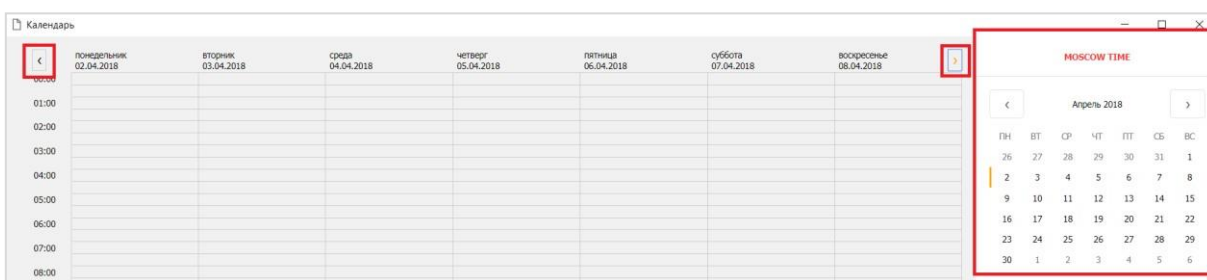 Календарь
понедельник вторник среда четверг пятница суббота воскресенье
02.04.2018 03.04.2018 04.04.2018 05.04.2018 06.04.2018 07.04.2018 08.04.2018
00:00
01:00
02:00
03:00
04:00
05:00
06:00
07:00
08:00
MOSCOW TIME
Апрель 2018
ПН ВТ СР ЧТ ПТ СБ ВС
26 27 28 29 30 31 1
2 3 4 5 6 7 8
9 10 11 12 13 14 15
16 17 18 19 20 21 22
23 24 25 26 27 28 29
30 1 2 3 4 5 6